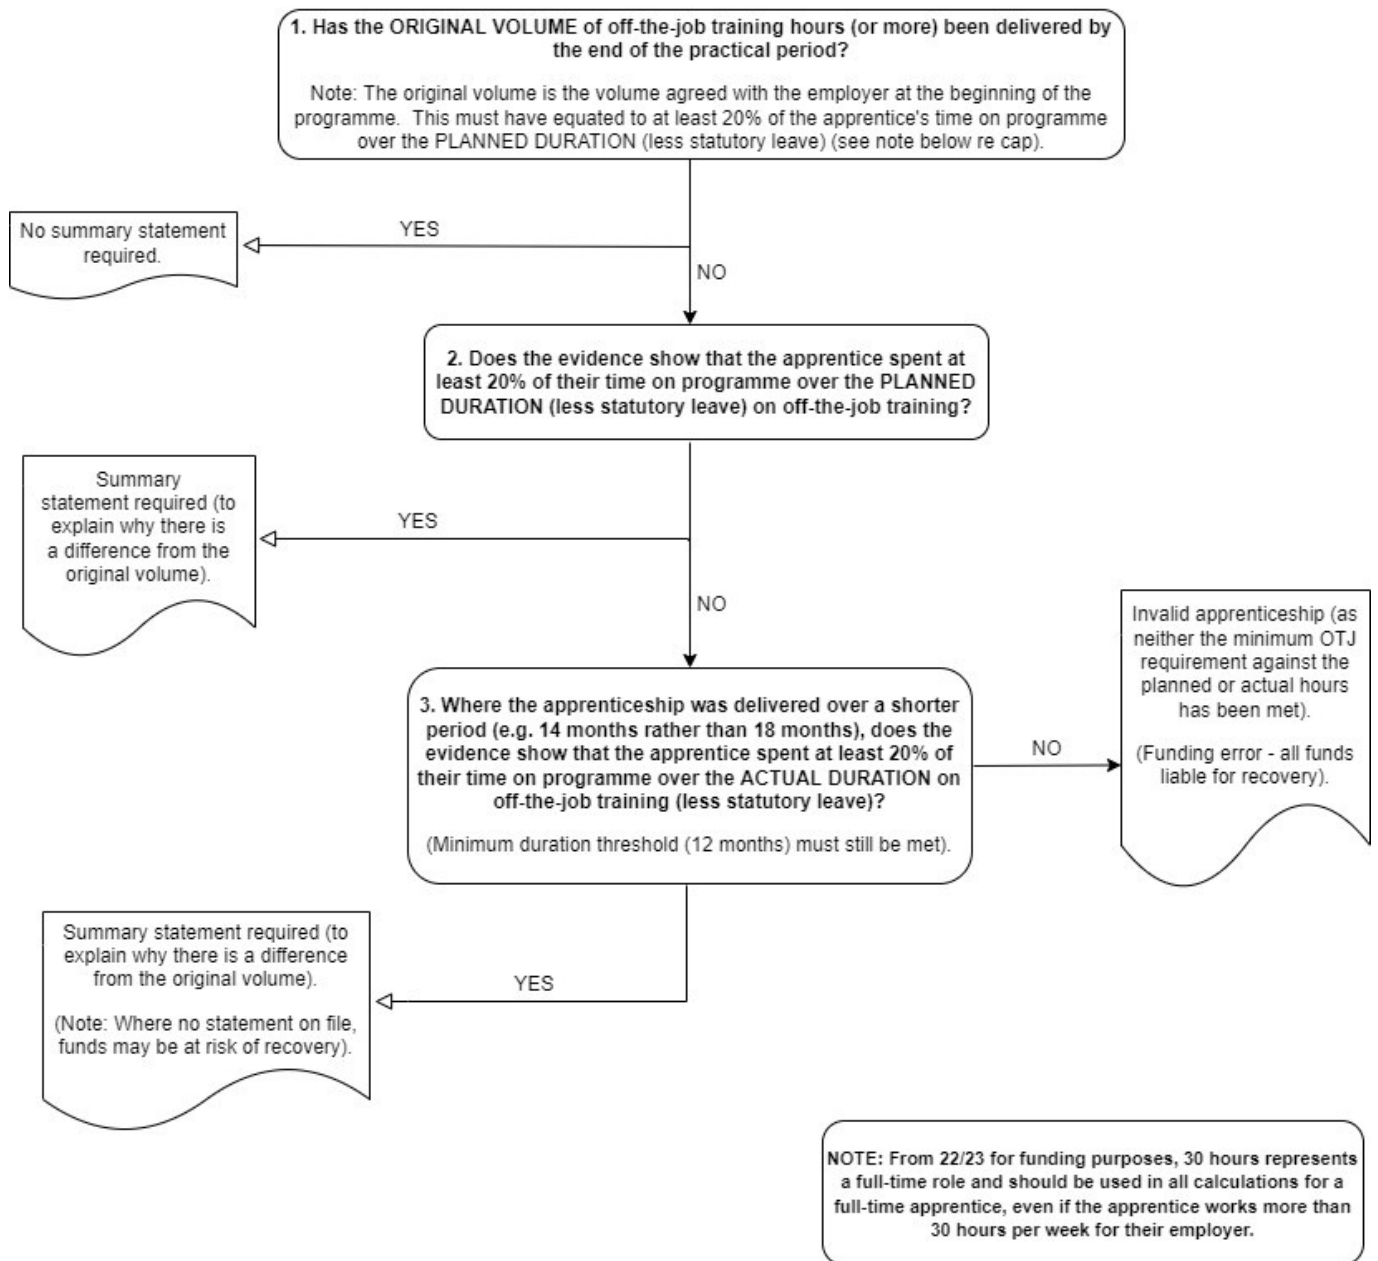 1. Has the ORIGINAL VOLUME of off-the-job training hours (or more) been delivered by
the end of the practical period?
Note: The original volume is the volume agreed with the employer at the beginning of the
programme. This must have equated to at least 20% of the apprentice's time on programme
over the PLANNED DURATION (less statutory leave) (see note below re cap).
YES
No summary statement
required.
NO
2. Does the evidence show that the apprentice spent at
least 20% of their time on programme over the PLANNED
DURATION (less statutory leave) on off-the-job training?
YES
Summary
statement required (to
explain why there is
a difference from the
original volume).
NO
3. Where the apprenticeship was delivered over a shorter
period (e.g. 14 months rather than 18 months), does the
evidence show that the apprentice spent at least 20% of
their time on programme over the ACTUAL DURATION on
off-the-job training (less statutory leave)?
(Minimum duration threshold (12 months) must still be met).
NO
Invalid apprenticeship (as
neither the minimum OTJ
requirement against the
planned or actual hours
has been met).
(Funding error - all funds
liable for recovery).
YES
Summary statement required (to
explain why there is a difference
from the original volume).
(Note: Where no statement on file,
funds may be at risk of recovery).
NOTE: From 22/23 for funding purposes, 30 hours represents
a full-time role and should be used in all calculations for a
full-time apprentice, even if the apprentice works more than
30 hours per week for their employer.